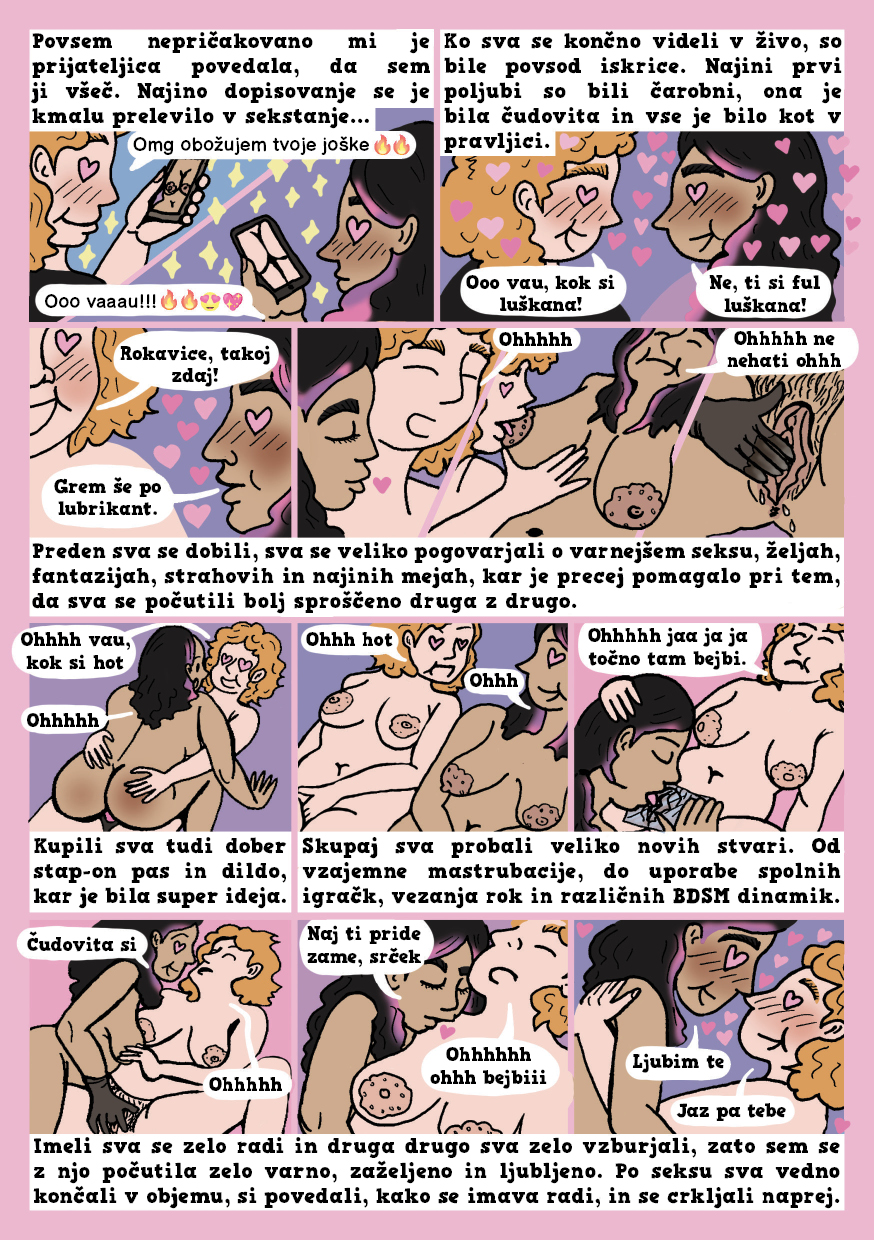 Povsem nepričakovano mi je
prijateljica povedala, da sem
ji všeč. Najino dopisovanje se je
kmalu prelevilo v sekstanje...
Omg obožujem tvoje joške🔥🔥
Ooo vaaau!!!🔥🔥😍💖
Ko sva se končno videli v živo, so
bile povsod iskrice. Najini prvi
poljubi so bili čarobni, ona je
bila čudovita in vse je bilo kot v
pravljici.
Ooo vau, kok si
luškana!
Ne, ti si ful
luškana!
Rokavice, takoj
zdaj!
Grem še po
lubrikant.
Ohhhhh
Ohhhhh ne
nehati ohhh
Preden sva se dobili, sva se veliko pogovarjali o varnejšem seksu, željah,
fantazijah, strahovih in najinih mejah, kar je precej pomagalo pri tem,
da sva se počutili bolj sproščeno druga z drugo.
Ohhhh vau,
kok si hot
Ohhhhh
Ohhh hot
Ohhh
Ohhhhh jaa ja ja
točno tam bejbi.
Kupili sva tudi dober
stap-on pas in dildo,
kar je bila super ideja.
Skupaj sva probali veliko novih stvari. Od
vzajemne mastrubacije, do uporabe spolnih
igračk, vezanja rok in različnih BDSM dinamik.
Čudovita si
Ohhhhh
Naj ti pride
zame, srček
Ohhhhhh
ohhh bejbiii
Ljubim te
Jaz pa tebe
Imeli sva se zelo radi in druga drugo sva zelo vzburjali, zato sem se
z njo počutila zelo varno, zaželjeno in ljubljeno. Po seksu sva vedno
končali v objemu, si povedali, kako se imava radi, in se crkljali naprej.